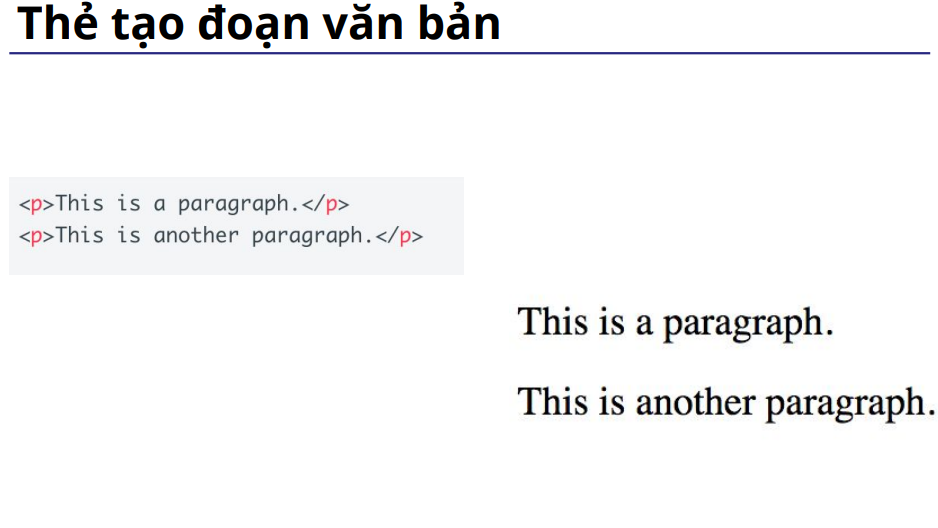 Thẻ tạo đoạn văn bản
<p>This is a paragraph.</p>
<p>This is another paragraph.</p>
This is a paragraph.
This is another paragraph.